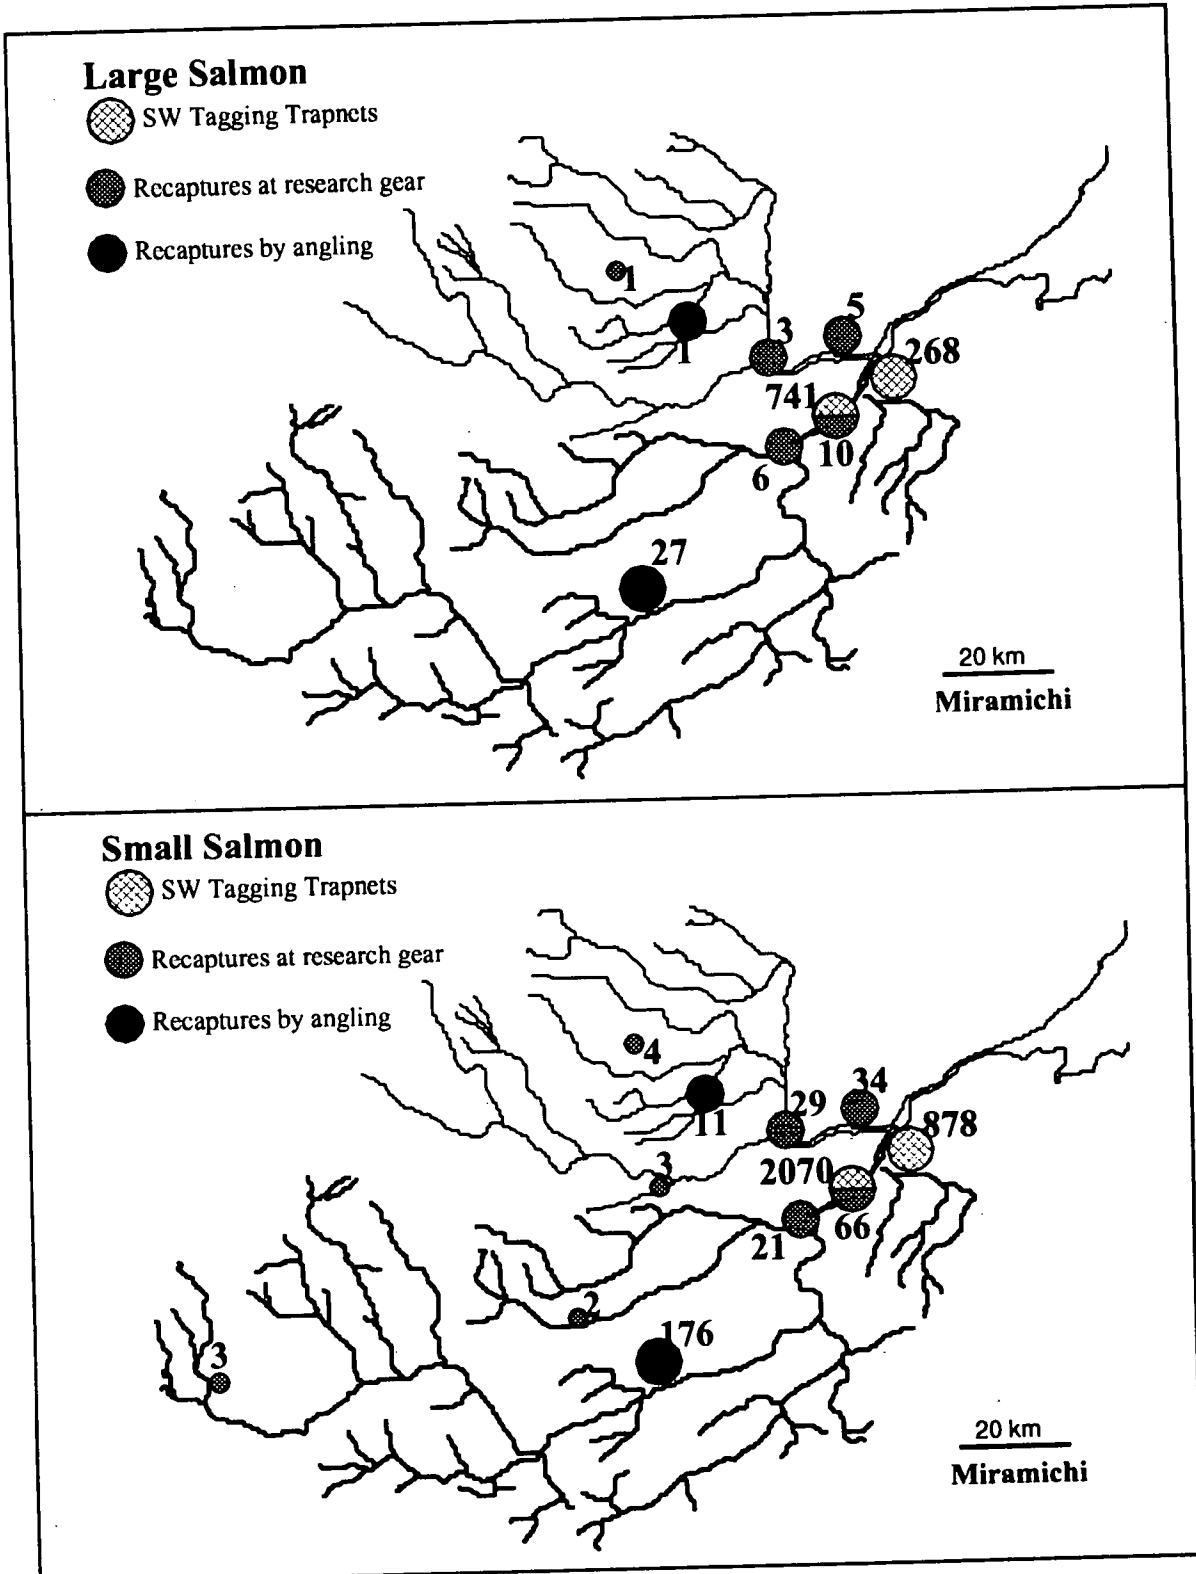 Large Salmon
SW Tagging Trapnets
Recaptures at research gear
Recaptures by angling
1
1
3
5
268
741
10
6
27
20 km
Miramichi
Small Salmon
SW Tagging Trapnets
Recaptures at research gear
Recaptures by angling
4
11
29
34
878
3
2070
66
21
2
176
3
20 km
Miramichi